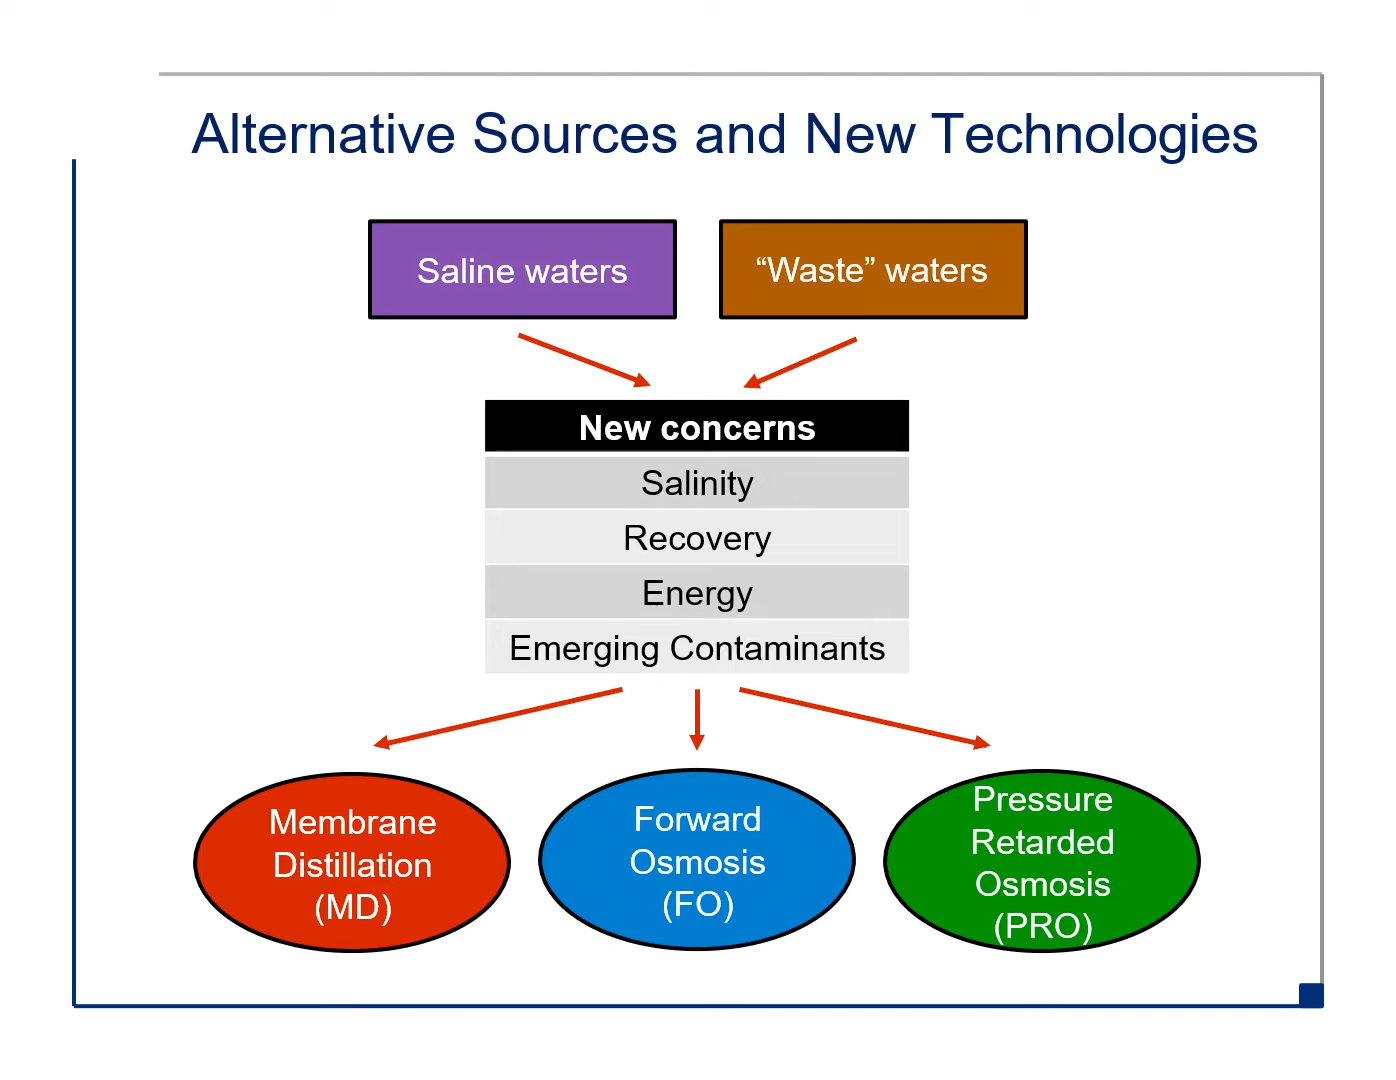 Alternative Sources and New Technologies
Saline waters
“Waste” waters
New concerns
Salinity
Recovery
Energy
Emerging Contaminants
Membrane
Distillation
(MD)
Forward
Osmosis
(FO)
Pressure
Retarded
Osmosis
(PRO)